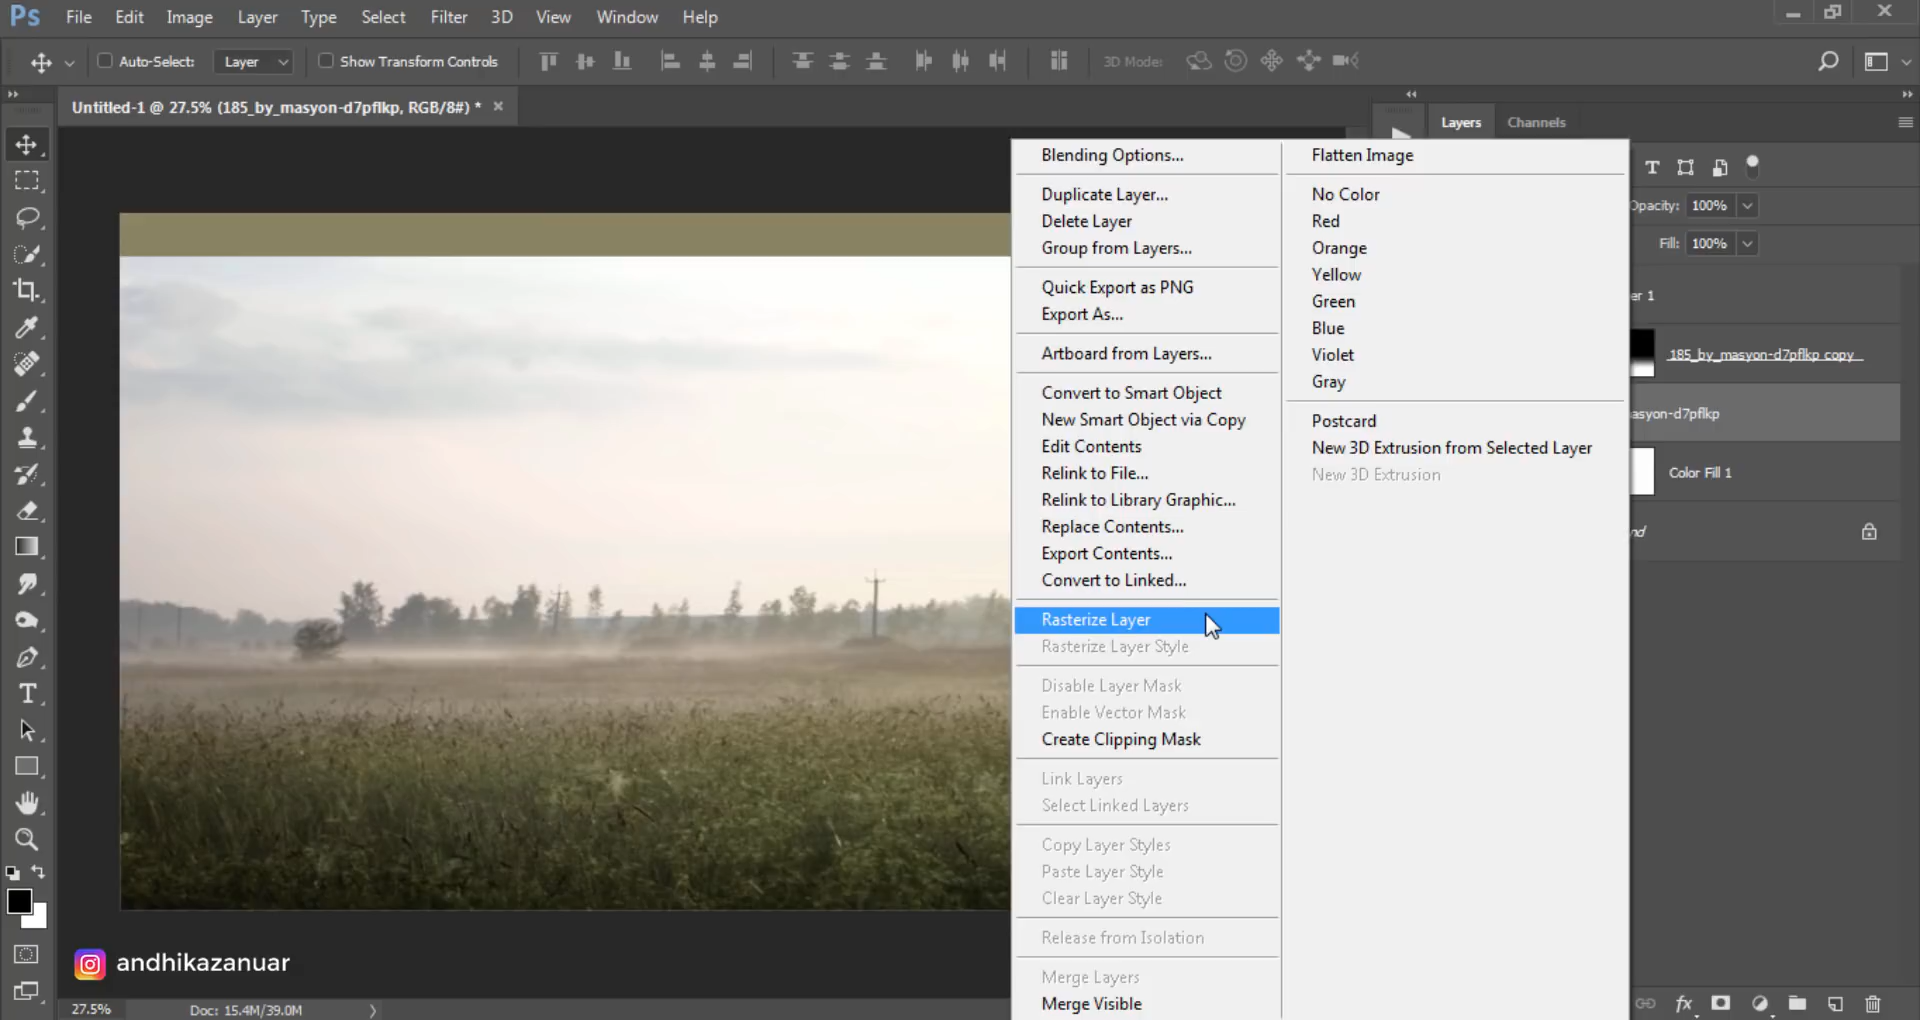 Ps File Edit Image Layer Type Select Filter 3D View Window Help
Auto-Select: Layer Show Transform Controls 3D Mode:
Untitled-1 @ 27.5% (185_by_masyon-d7pflkp, RGB/8#) *
Layers Channels
Blending Options...
Duplicate Layer...
Delete Layer
Group from Layers...
Quick Export as PNG
Export As...
Artboard from Layers...
Convert to Smart Object
New Smart Object via Copy
Edit Contents
Relink to File...
Relink to Library Graphic...
Replace Contents...
Export Contents...
Convert to Linked...
Rasterize Layer
Rasterize Layer Style
Disable Layer Mask
Enable Vector Mask
Create Clipping Mask
Link Layers
Select Linked Layers
Copy Layer Styles
Paste Layer Style
Clear Layer Style
Release from Isolation
Merge Layers
Merge Visible
Flatten Image
No Color
Red
Orange
Yellow
Green
Blue
Violet
Gray
Postcard
New 3D Extrusion from Selected Layer
New 3D Extrusion
Opacity: 100%
Fill: 100%
er 1
185_by_masyon-d7pflkp copy
asyon-d7pflkp
Color Fill 1
nd
andhikazanuar
27.5% Doc: 15.4M/39.0M
fx